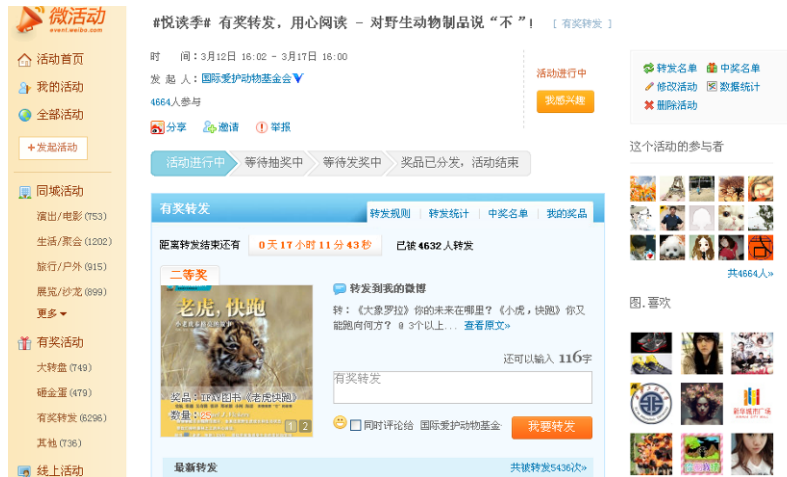 微活动
event.weibo.com
活动首页
我的活动
全部活动
+发起活动
同城活动
演出/电影(753)
生活/聚会(1202)
旅行/户外(915)
展览/沙龙(899)
更多
有奖活动
大转盘(749)
砸金蛋(479)
有奖转发(6296)
其他(736)
线上活动
#悦读季# 有奖转发,用心阅读 - 对野生动物制品说“不”! [ 有奖转发 ]
时 间:3月12日 16:02 - 3月17日 16:00
发 起 人:国际爱护动物基金会
4664人参与
分享 邀请 举报
活动进行中
我感兴趣
活动进行中 等待抽奖中 等待发奖中 奖品已分发,活动结束
有奖转发
转发规则 | 转发统计 | 中奖名单 | 我的奖品
距离转发结束还有 0 天 17 小时 11 分 43 秒 已被 4632 人转发
二等奖
老虎,快跑
奖品:IFAW图书《老虎快跑》
数量:25
1 2
转发到我的微博
转:《大象罗拉》你的未来在哪里?《小虎,快跑》你又
能跑向何方? @ 3个以上... 查看原文»
还可以输入 116字
有奖转发
同时评论给 国际爱护动物基金会
我要转发
最新转发 共被转发5436次»
转发名单 中奖名单
修改活动 数据统计
删除活动
这个活动的参与者
共4664人»
图.喜欢
新华城市广场